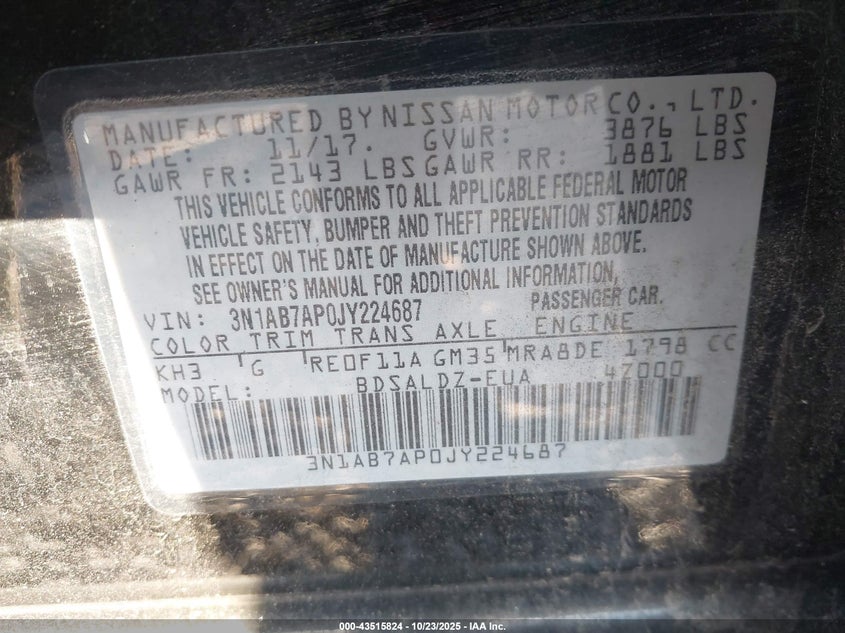 MANUFACTURED BY NISSAN MOTOR CO., LTD.
DATE: 11/17. GVWR: 3876 LBS
GAWR FR: 2143 LBS GAWR RR: 1881 LBS
THIS VEHICLE CONFORMS TO ALL APPLICABLE FEDERAL MOTOR
VEHICLE SAFETY, BUMPER AND THEFT PREVENTION STANDARDS
IN EFFECT ON THE DATE OF MANUFACTURE SHOWN ABOVE.
SEE OWNER'S MANUAL FOR ADDITIONAL INFORMATION,
VIN: 3N1AB7AP0JY224687 PASSENGER CAR.
COLOR TRIM TRANS AXLE ENGINE
KH3 G RE0F11A GM35 MRA8DE 1798 CC
MODEL: BDSALDZ-EUA 47000
3N1AB7AP0JY224687
000-43515824 - 10/23/2025 - IAA Inc.